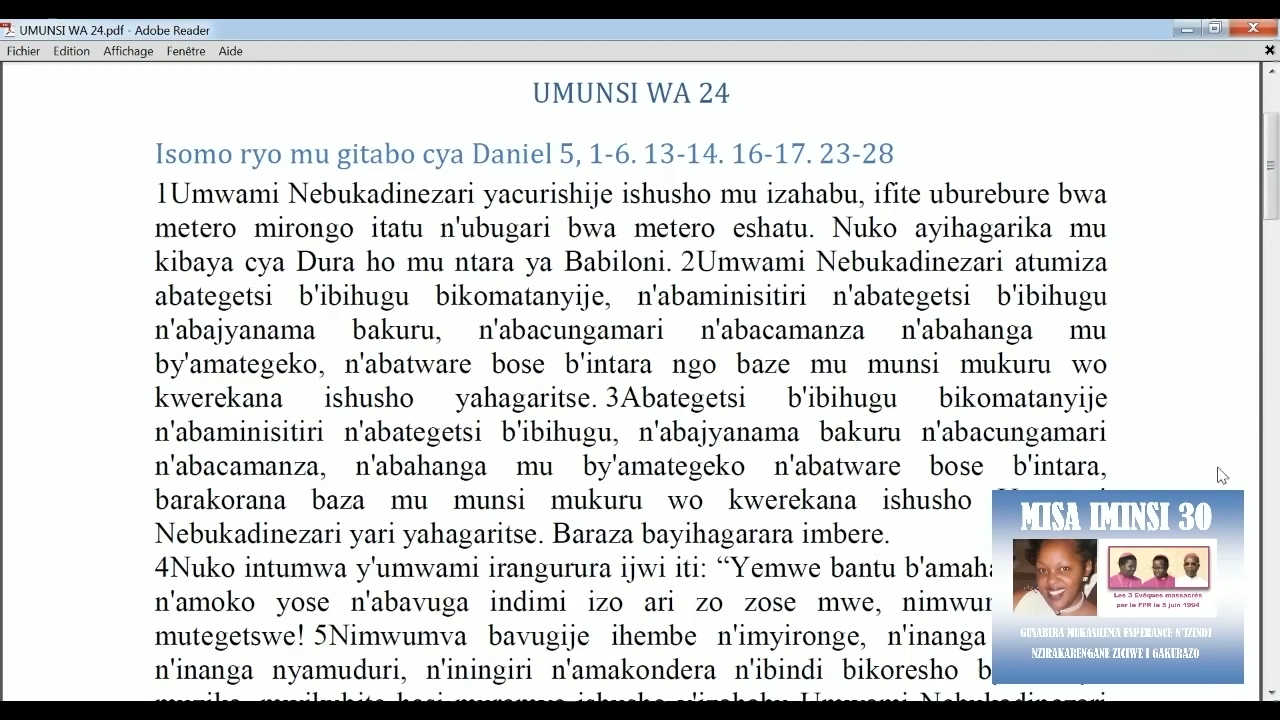 UMUNSI WA 24.pdf - Adobe Reader
Fichier Edition Affichage Fenêtre Aide
UMUNSI WA 24
Isomo ryo mu gitabo cya Daniel 5, 1-6. 13-14. 16-17. 23-28
1Umwami Nebukadinezari yacurishije ishusho mu izahabu, ifite uburebure bwa
metero mirongo itatu n'ubugari bwa metero eshatu. Nuko ayihagarika mu
kibaya cya Dura ho mu ntara ya Babiloni. 2Umwami Nebukadinezari atumiza
abategetsi b'ibihugu bikomatanyije, n'abaminisitiri n'abategetsi b'ibihugu
n'abajyanama bakuru, n'abacungamari n'abacamanza n'abahanga mu
by'amategeko, n'abatware bose b'intara ngo baze mu munsi mukuru wo
kwerekana ishusho yahagaritse. 3Abategetsi b'ibihugu bikomatanyije
n'abaminisitiri n'abategetsi b'ibihugu, n'abajyanama bakuru n'abacungamari
n'abacamanza, n'abahanga mu by'amategeko n'abatware bose b'intara,
barakorana baza mu munsi mukuru wo kwerekana ishusho
Nebukadinezari yari yahagaritse. Baraza bayihagarara imbere.
4Nuko intumwa y'umwami irangurura ijwi iti: “Yemwe bantu
n'amoko yose n'abavuga indimi izo ari zo zose mwe,
mutegetswe! 5Nimwumva bavugije ihembe n'imyironge, n'inanga
n'inanga nyamuduri, n'iningiri n'amakondera n'ibindi bikoresho
MISA IMINSI 30
Les 3 Evêques massacrés
par le FPR le 5 juin 1994
GUSABIRA MUKASHEMA ESPERANCE N'IZINDI
NZIRAKARENGANE ZICIWE I GAKURAZO